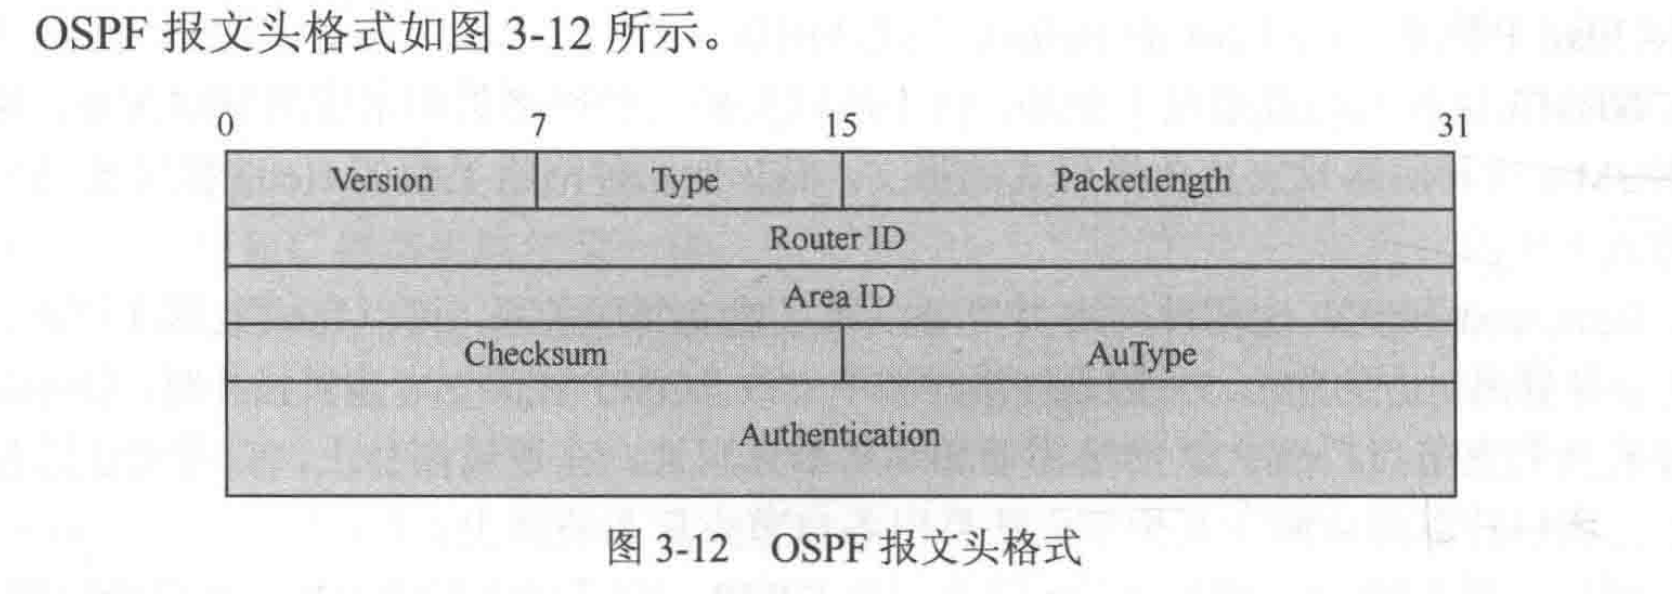 OSPF 报文头格式如图 3-12 所示。
0 7 15 31
Version Type Packetlength
Router ID
Area ID
Checksum AuType
Authentication
图 3-12 OSPF 报文头格式